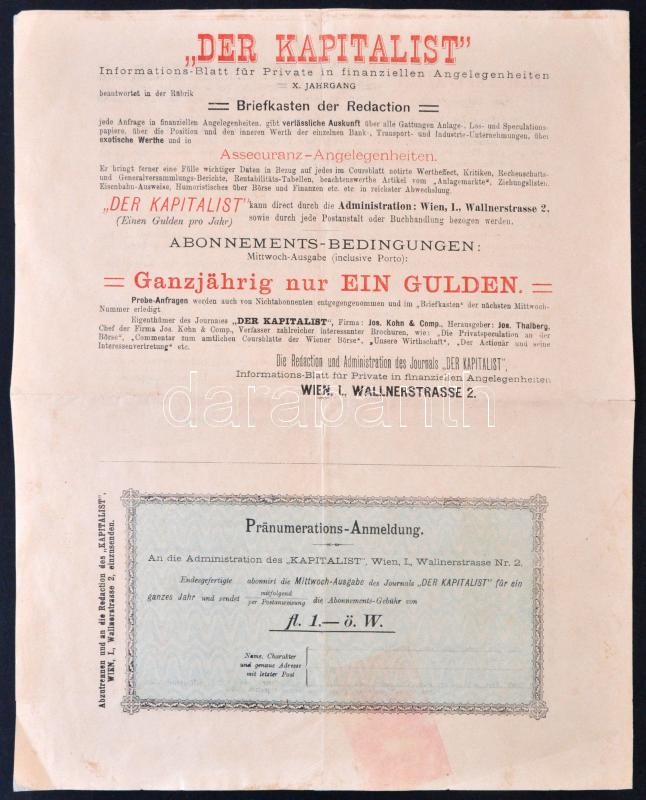 „DER KAPITALIST”
Informations-Blatt für Private in finanziellen Angelegenheiten
X. JAHRGANG
beantwortet in der Rubrik
Briefkasten der Redaction
jede Anfrage in finanziellen Angelegenheiten, gibt verlässliche Auskunft über alle Gattungen Anlage-, Los- und Speculations-
papiere, über die Position und den inneren Werth der einzelnen Bank-, Transport- und Industrie-Unternehmungen, über
exotische Werthe und in
Assecuranz-Angelegenheiten.
Er bringt ferner eine Fülle wichtiger Daten in Bezug auf jedes im Coursblatt notirte Wertheffect, Kritiken, Rechenschafts-
und Generalversammlungs-Berichte, Rentabilitäts-Tabellen, beachtenswerthe Artikel vom „Anlagemarkte“, Ziehungslisten,
Eisenbahn-Ausweise, Humoristisches über Börse und Finanzen etc. etc. in reichster Abwechslung.
„DER KAPITALIST” kann direct durch die Administration: Wien, I., Wallnerstrasse 2,
(Einen Gulden pro Jahr) sowie durch jede Postanstalt oder Buchhandlung bezogen werden.
ABONNEMENTS-BEDINGUNGEN:
Mittwoch-Ausgabe (inclusive Porto):
Ganzjährig nur EIN GULDEN.
Probe-Anfragen werden auch von Nichtabonnenten entgegengenommen und im „Briefkasten“ der nächsten Mittwoch-
Nummer erledigt.
Eigenthümer des Journales „DER KAPITALIST”, Firma: Jos. Kohn & Comp., Herausgeber: Jos. Thalberg,
Chef der Firma Jos. Kohn & Comp., Verfasser zahlreicher interessanter Brochuren, wie: „Die Privatspeculation an der
Börse“, „Commentar zum amtlichen Coursblatte der Wiener Börse“, „Unsere Wirthschaft“, „Der Actionär und seine
Interessenvertretung“ etc.
Die Redaction und Administration des Journals „DER KAPITALIST”,
Informations-Blatt für Private in finanziellen Angelegenheiten
WIEN, I., WALLNERSTRASSE 2.
darabanth
Abzutrennen und an die Redaction des „KAPITALIST”,
WIEN, I., Wallnerstrasse 2, einzusenden.
Pränumerations-Anmeldung.
An die Administration des „KAPITALIST”, Wien, I., Wallnerstrasse Nr. 2.
Endesgefertigte abonnirt die Mittwoch-Ausgabe des Journals „DER KAPITALIST” für ein
ganzes Jahr und sendet mitfolgend
per Postanweisung die Abonnements-Gebühr von
fl. 1.— ö. W.
Name, Charakter
und genaue Adresse
mit letzter Post